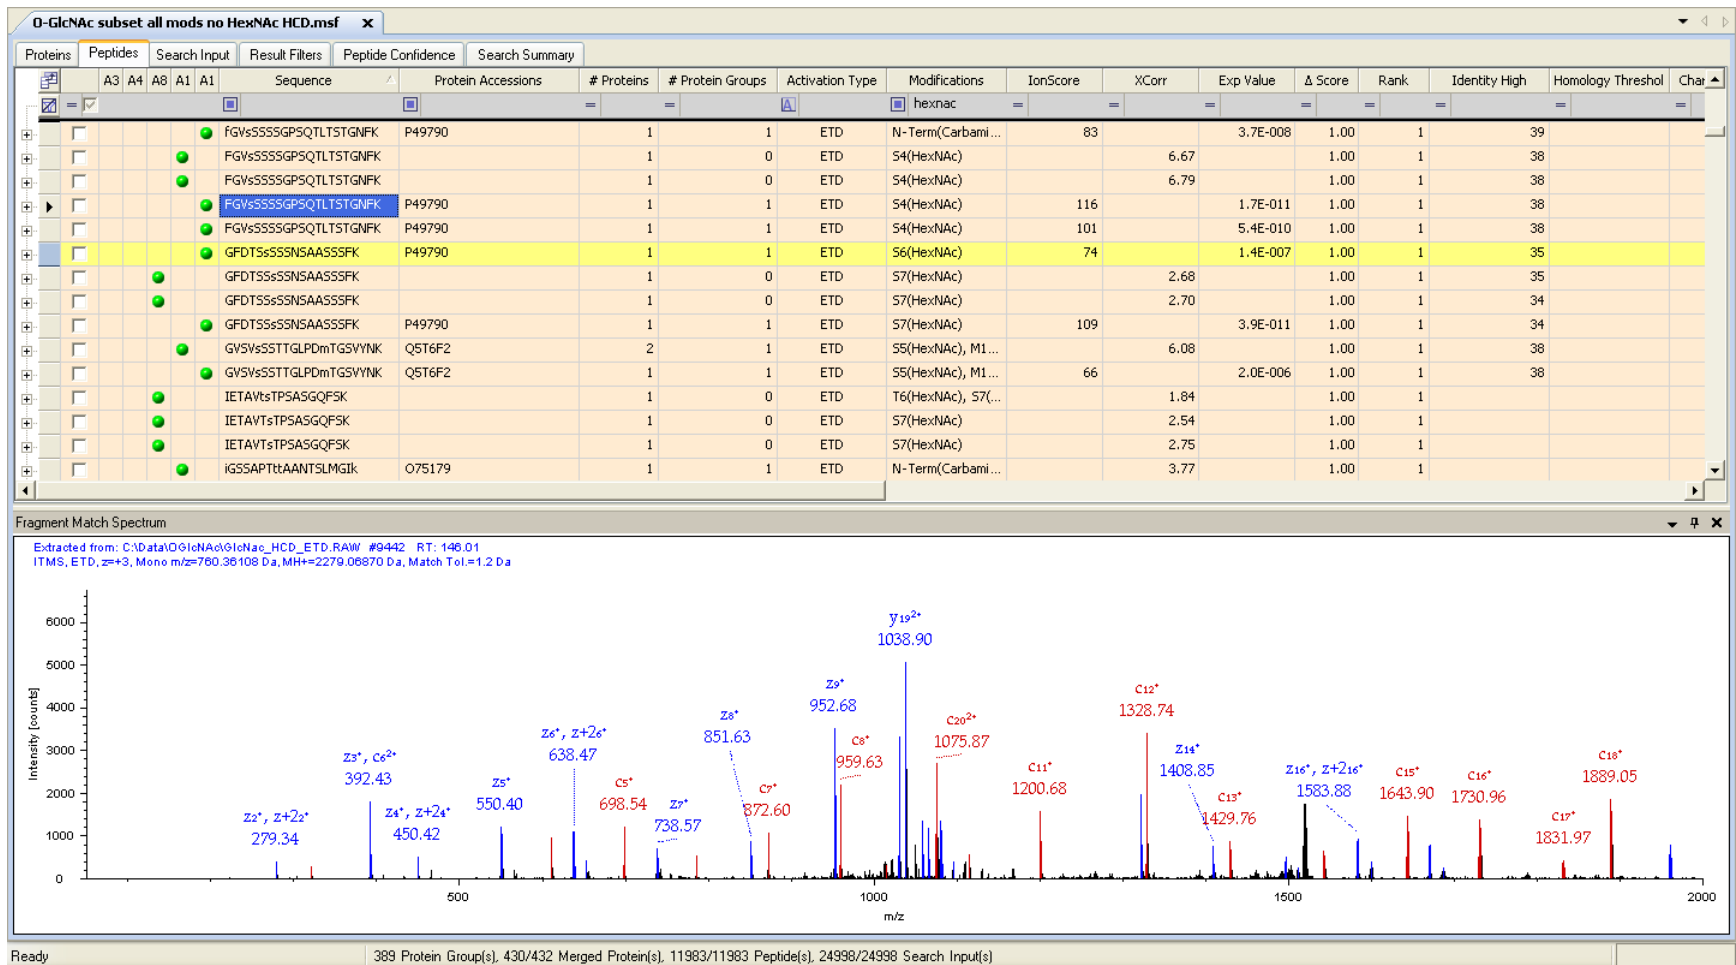 O-GlcNAc subset all mods no HexNAc HCD.msf
Proteins Peptides Search Input Result Filters Peptide Confidence Search Summary
A3 A4 A8 A1 A1 Sequence Protein Accessions # Proteins # Protein Groups Activation Type Modifications IonScore XCorr Exp Value Δ Score Rank Identity High Homology Threshol Char
= = = A hexnac = = = = = = = =
fGVsSSSSGPSQTLTSTGNFK P49790 1 1 ETD N-Term(Carbami... 83 3.7E-008 1.00 1 39
FGVsSSSSGPSQTLTSTGNFK 1 0 ETD S4(HexNAc) 6.67 1.00 1 38
FGVsSSSSGPSQTLTSTGNFK 1 0 ETD S4(HexNAc) 6.79 1.00 1 38
FGVsSSSSGPSQTLTSTGNFK P49790 1 1 ETD S4(HexNAc) 116 1.7E-011 1.00 1 38
FGVsSSSSGPSQTLTSTGNFK P49790 1 1 ETD S4(HexNAc) 101 5.4E-010 1.00 1 38
GFDTSsSSSNSAASSSFK P49790 1 1 ETD S6(HexNAc) 74 1.4E-007 1.00 1 35
GFDTSSsSSNSAASSSFK 1 0 ETD S7(HexNAc) 2.68 1.00 1 35
GFDTSSsSSNSAASSSFK 1 0 ETD S7(HexNAc) 2.70 1.00 1 34
GFDTSSsSSNSAASSSFK P49790 1 1 ETD S7(HexNAc) 109 3.9E-011 1.00 1 34
GVSVsSSTTGLPDmTGSVYNK Q5T6F2 2 1 ETD S5(HexNAc), M1... 6.08 1.00 1 38
GVSVsSSTTGLPDmTGSVYNK Q5T6F2 1 1 ETD S5(HexNAc), M1... 66 2.0E-006 1.00 1 38
IETAVtsTPSASGQFSK 1 0 ETD T6(HexNAc), S7(... 1.84 1.00 1
IETAVTsTPSASGQFSK 1 0 ETD S7(HexNAc) 2.54 1.00 1
IETAVTsTPSASGQFSK 1 0 ETD S7(HexNAc) 2.75 1.00 1
iGSSAPTttAANTSLMGIk O75179 1 1 ETD N-Term(Carbami... 3.77 1.00 1
Fragment Match Spectrum
Extracted from: C:\Data\OGlcNAc\GlcNac_HCD_ETD.RAW #9442 RT: 146.01
ITMS, ETD, z=+3, Mono m/z=760.36108 Da, MH+=2279.06870 Da, Match Tol.=1.2 Da
Intensity [counts]
6000
5000
4000
3000
2000
1000
0
z₂⁺, z+2₂⁺
279.34
z₃⁺, c₆²⁺
392.43
z₄⁺, z+2₄⁺
450.42
z₅⁺
550.40
z₆⁺, z+2₆⁺
638.47
c₅⁺
698.54
z₇⁺
738.57
z₈⁺
851.63
c₇⁺
872.60
z₉⁺
952.68
c₈⁺
959.63
y₁₉²⁺
1038.90
c₂₀²⁺
1075.87
c₁₁⁺
1200.68
c₁₂⁺
1328.74
z₁₄⁺
1408.85
c₁₃⁺
1429.76
z₁₆⁺, z+2₁₆⁺
1583.88
c₁₅⁺
1643.90
c₁₆⁺
1730.96
c₁₇⁺
1831.97
c₁₈⁺
1889.05
500 1000 1500 2000
m/z
Ready 389 Protein Group(s), 430/432 Merged Protein(s), 11983/11983 Peptide(s), 24998/24998 Search Input(s)